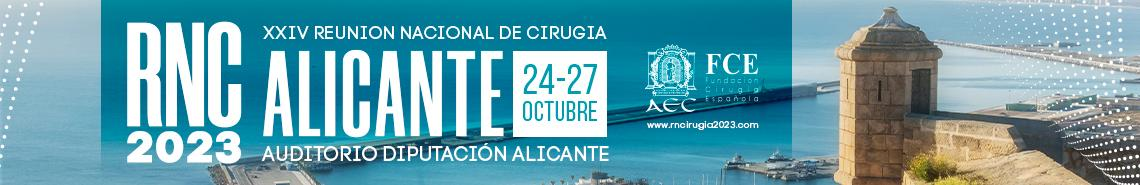 RNC
2023
XXIV REUNION NACIONAL DE CIRUGIA
ALICANTE
24-27
OCTUBRE
AUDITORIO DIPUTACIÓN ALICANTE
AEC
FCE
Fundación
Cirugía
Española
www.rncirugia2023.com